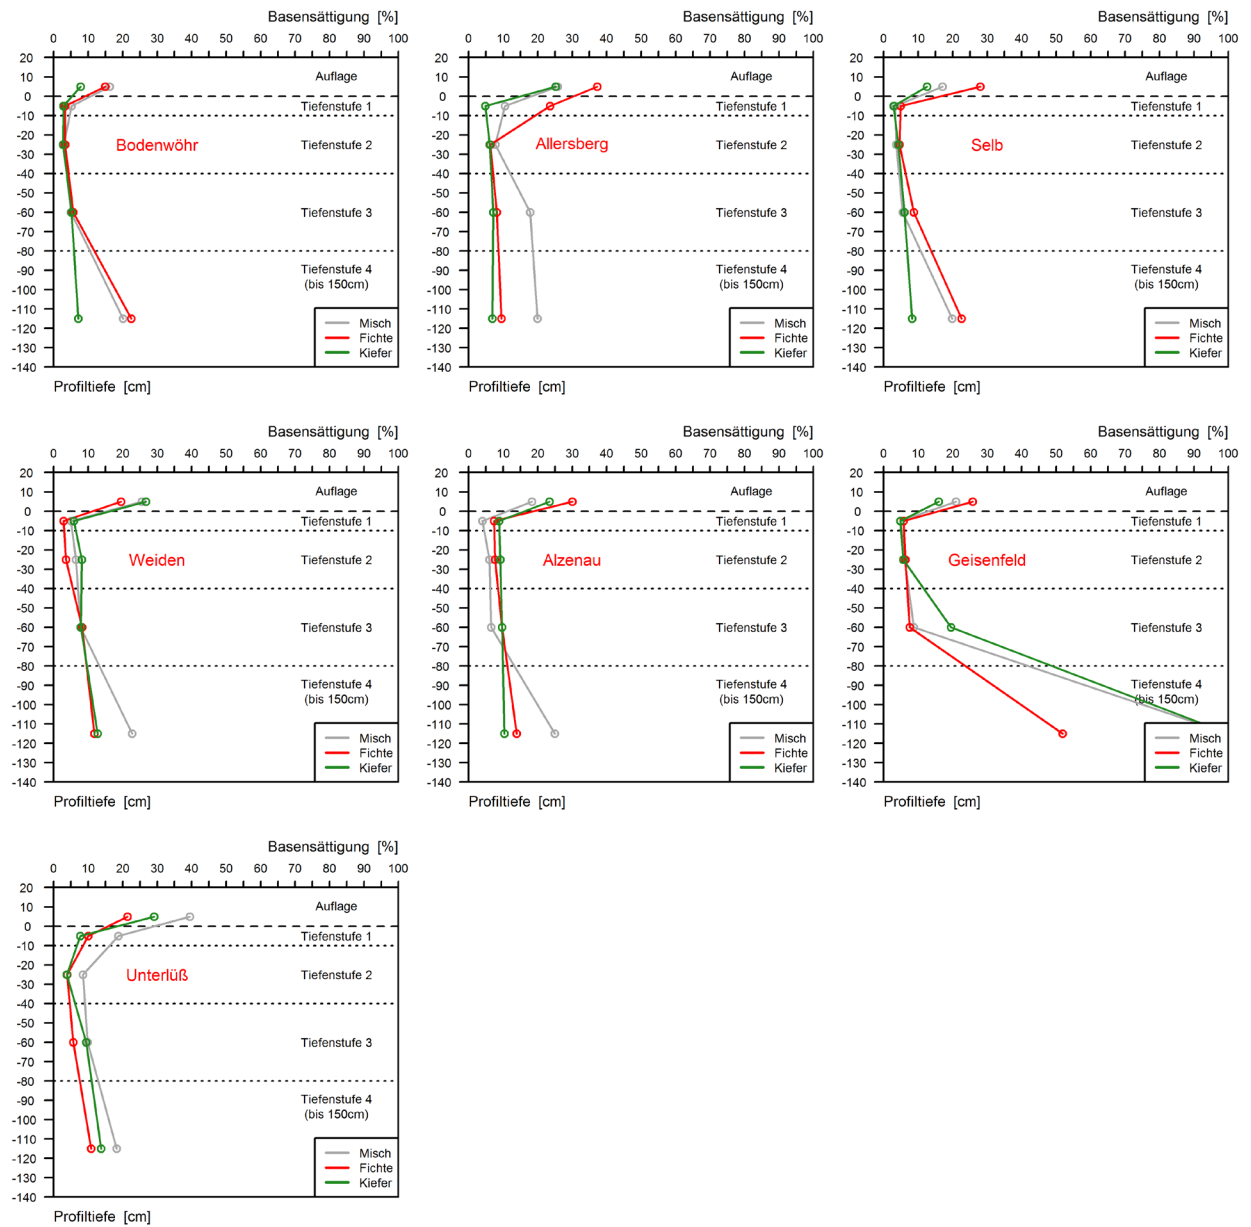 Basensättigung [%]
0 10 20 30 40 50 60 70 80 90 100
20
10
0
-10
-20
-30
-40
-50
-60
-70
-80
-90
-100
-110
-120
-130
-140
Auflage
Tiefenstufe 1
Tiefenstufe 2
Bodenwöhr
Tiefenstufe 3
Tiefenstufe 4
(bis 150cm)
Misch
Fichte
Kiefer
Profiltiefe [cm]
Basensättigung [%]
0 10 20 30 40 50 60 70 80 90 100
20
10
0
-10
-20
-30
-40
-50
-60
-70
-80
-90
-100
-110
-120
-130
-140
Auflage
Tiefenstufe 1
Tiefenstufe 2
Allersberg
Tiefenstufe 3
Tiefenstufe 4
(bis 150cm)
Misch
Fichte
Kiefer
Profiltiefe [cm]
Basensättigung [%]
0 10 20 30 40 50 60 70 80 90 100
20
10
0
-10
-20
-30
-40
-50
-60
-70
-80
-90
-100
-110
-120
-130
-140
Auflage
Tiefenstufe 1
Tiefenstufe 2
Selb
Tiefenstufe 3
Tiefenstufe 4
(bis 150cm)
Misch
Fichte
Kiefer
Profiltiefe [cm]
Basensättigung [%]
0 10 20 30 40 50 60 70 80 90 100
20
10
0
-10
-20
-30
-40
-50
-60
-70
-80
-90
-100
-110
-120
-130
-140
Auflage
Tiefenstufe 1
Tiefenstufe 2
Weiden
Tiefenstufe 3
Tiefenstufe 4
(bis 150cm)
Misch
Fichte
Kiefer
Profiltiefe [cm]
Basensättigung [%]
0 10 20 30 40 50 60 70 80 90 100
20
10
0
-10
-20
-30
-40
-50
-60
-70
-80
-90
-100
-110
-120
-130
-140
Auflage
Tiefenstufe 1
Tiefenstufe 2
Alzenau
Tiefenstufe 3
Tiefenstufe 4
(bis 150cm)
Misch
Fichte
Kiefer
Profiltiefe [cm]
Basensättigung [%]
0 10 20 30 40 50 60 70 80 90 100
20
10
0
-10
-20
-30
-40
-50
-60
-70
-80
-90
-100
-110
-120
-130
-140
Auflage
Tiefenstufe 1
Tiefenstufe 2
Geisenfeld
Tiefenstufe 3
Tiefenstufe 4
(bis 150cm)
Misch
Fichte
Kiefer
Profiltiefe [cm]
Basensättigung [%]
0 10 20 30 40 50 60 70 80 90 100
20
10
0
-10
-20
-30
-40
-50
-60
-70
-80
-90
-100
-110
-120
-130
-140
Auflage
Tiefenstufe 1
Tiefenstufe 2
Unterlüß
Tiefenstufe 3
Tiefenstufe 4
(bis 150cm)
Misch
Fichte
Kiefer
Profiltiefe [cm]